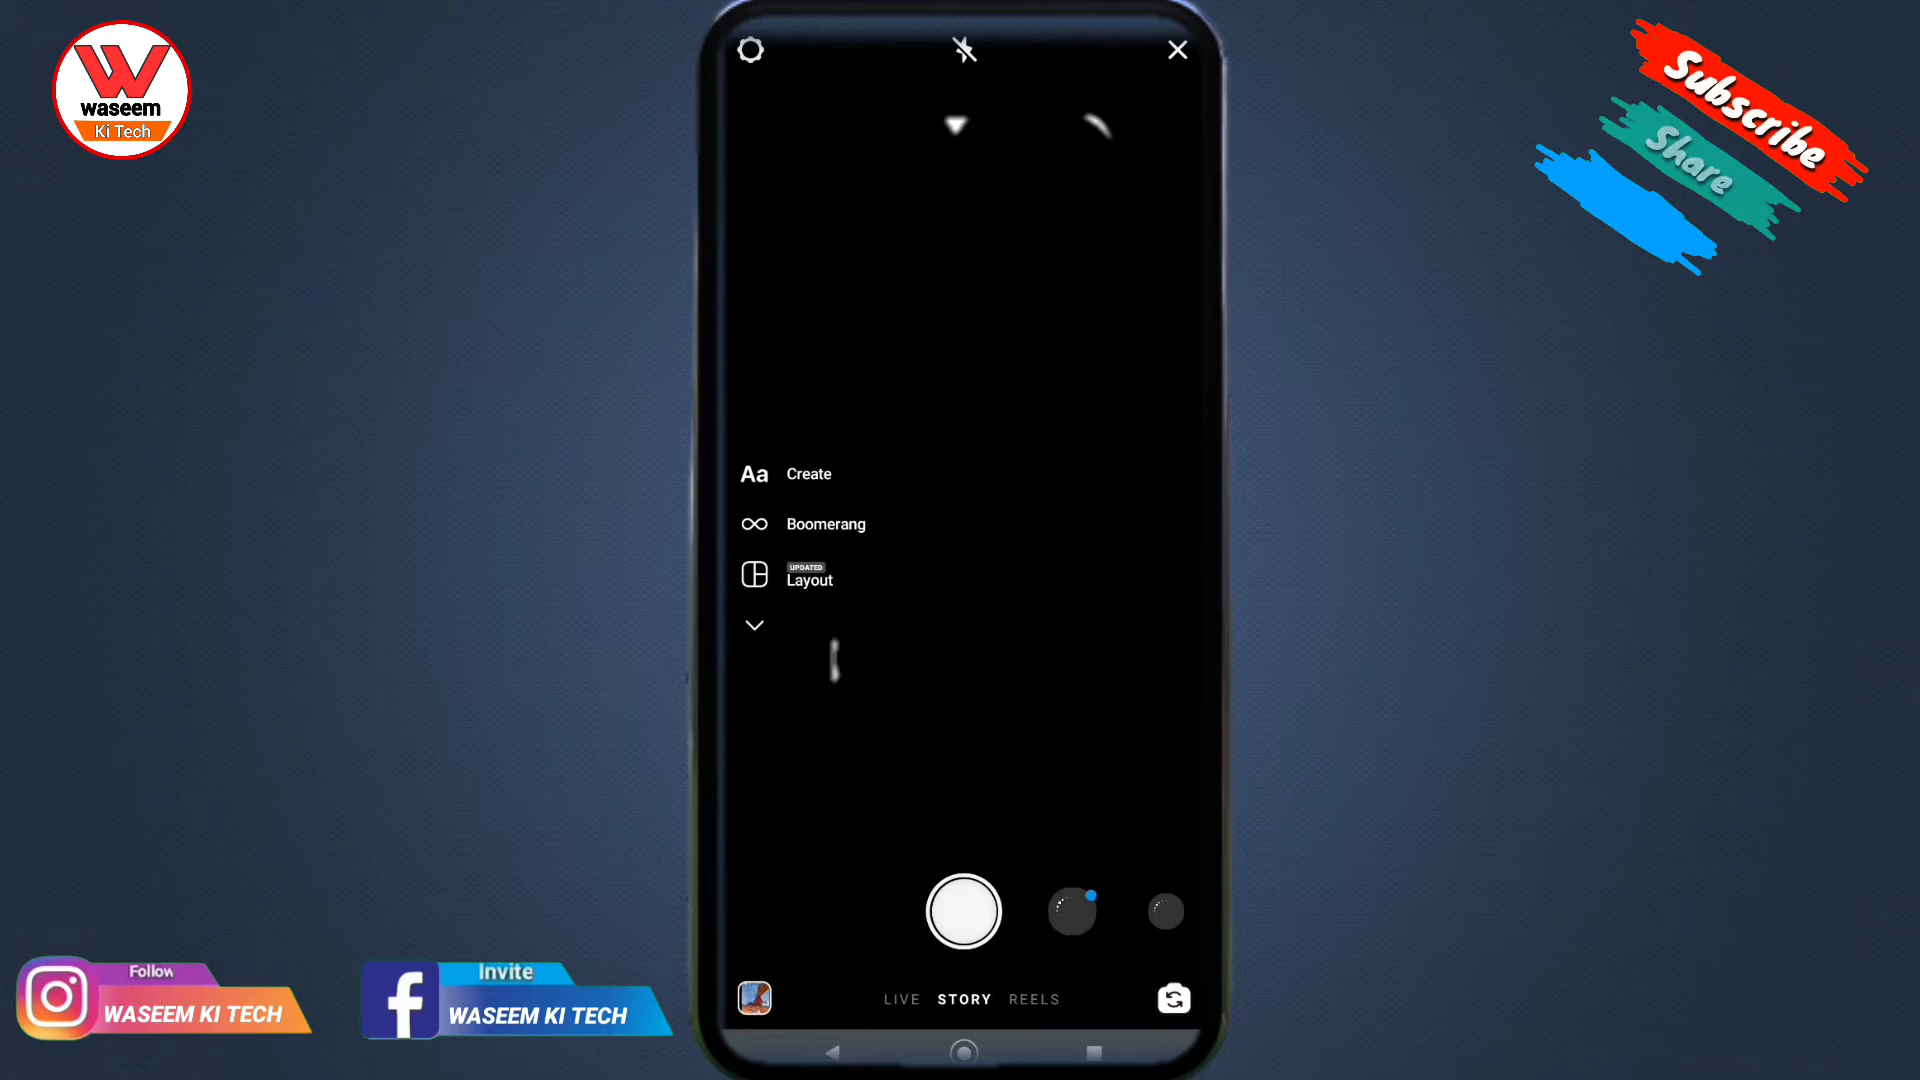 W
waseem
Ki Tech
Subscribe
Share
Aa Create
Boomerang
UPDATED
Layout
LIVE STORY REELS
Follow
WASEEM KI TECH
f
Invite
WASEEM KI TECH